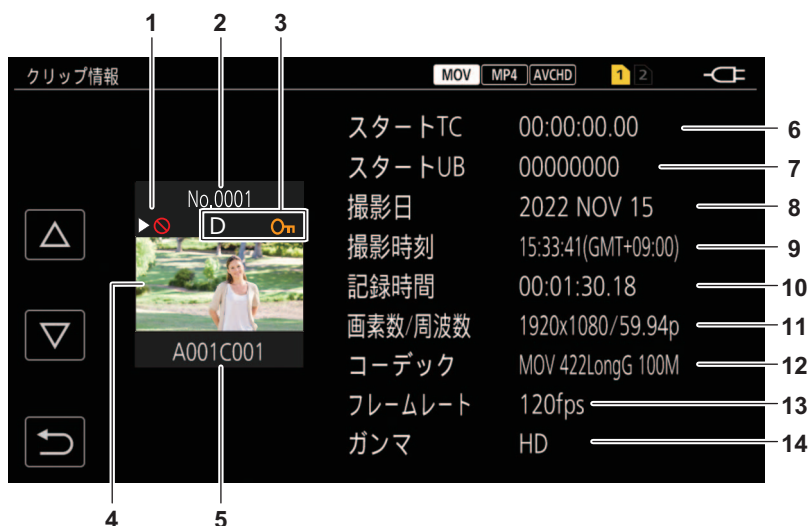 1 2 3
クリップ情報 MOV MP4 AVCHD 1 2
No.0001
D
A001C001
スタートTC 00:00:00.00 6
スタートUB 00000000 7
撮影日 2022 NOV 15 8
撮影時刻 15:33:41(GMT+09:00) 9
記録時間 00:01:30.18 10
画素数/周波数 1920x1080/59.94p 11
コーデック MOV 422LongG 100M 12
フレームレート 120fps 13
ガンマ HD 14
4 5